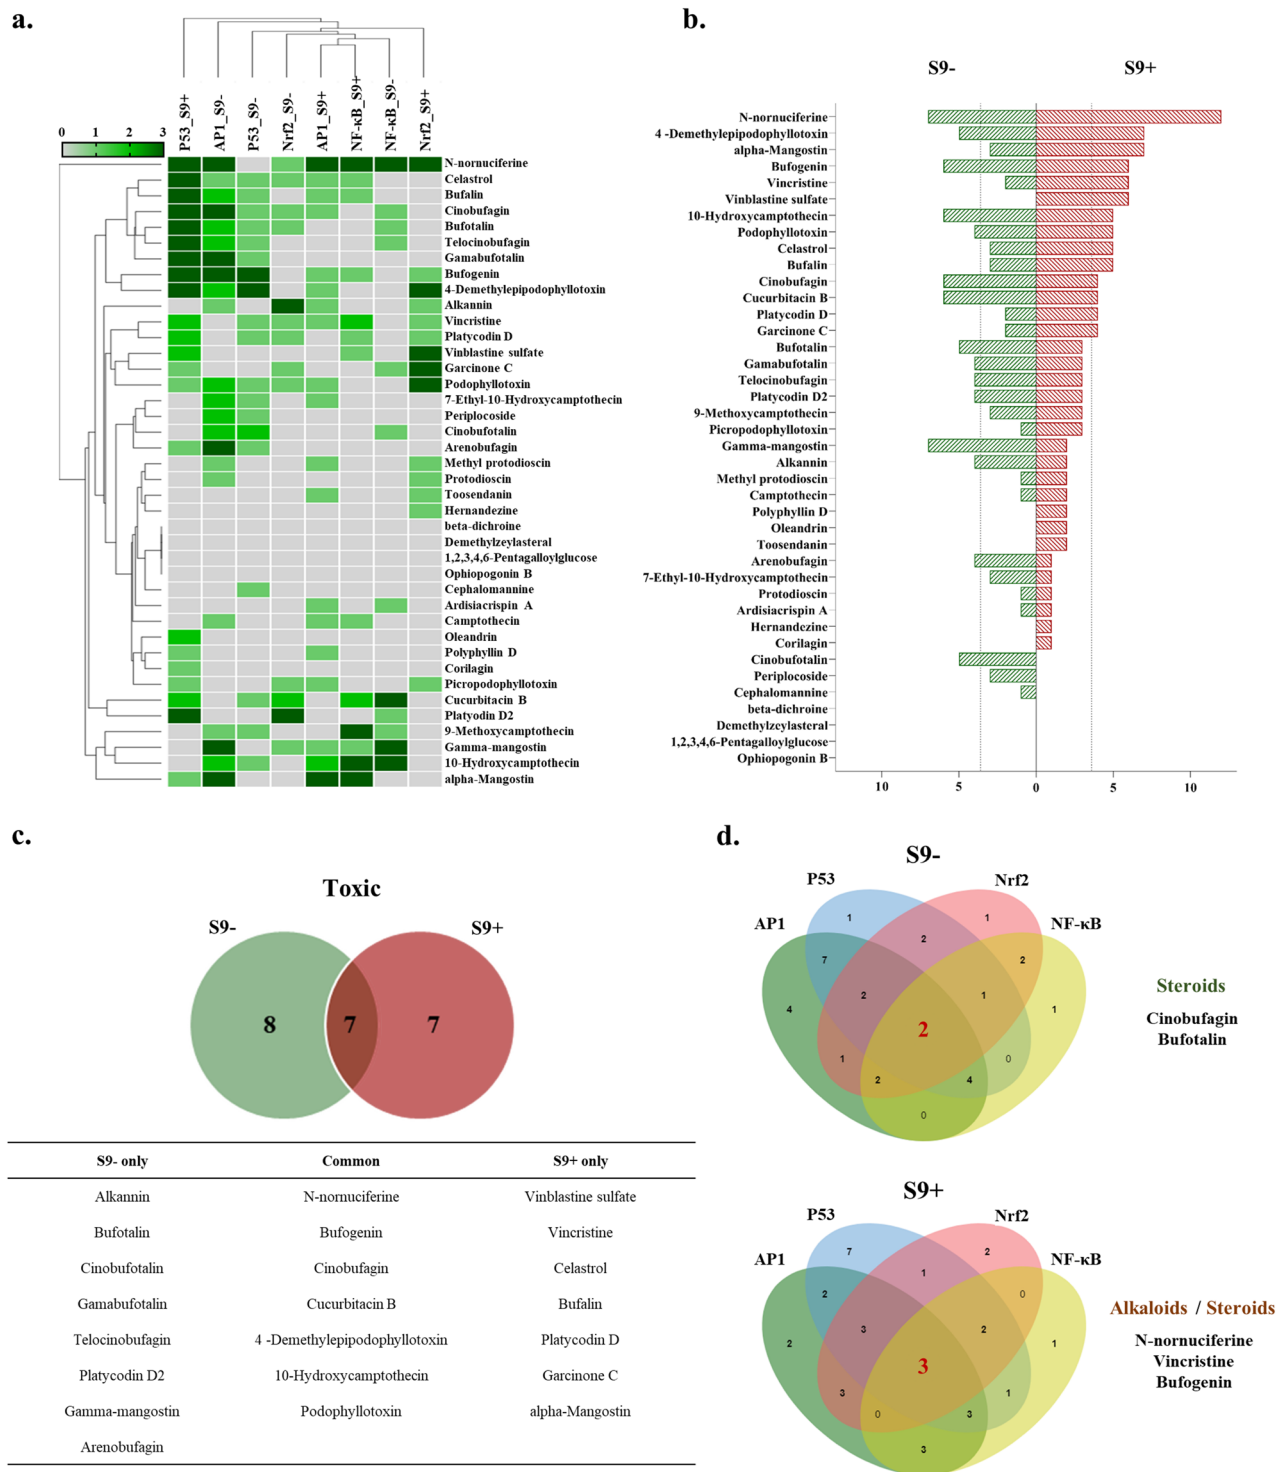 a.
0 1 2 3
P53_S9+
AP1_S9-
P53_S9-
Nrf2_S9-
AP1_S9+
NF-κB_S9+
NF-κB_S9-
Nrf2_S9+
N-nornuciferine
Celastrol
Bufalin
Cinobufagin
Bufotalin
Telocinobufagin
Gamabufotalin
Bufogenin
4-Demethylepipodophyllotoxin
Alkannin
Vincristine
Platycodin D
Vinblastine sulfate
Garcinone C
Podophyllotoxin
7-Ethyl-10-Hydroxycamptothecin
Periplocoside
Cinobufotalin
Arenobufagin
Methyl protodioscin
Protodioscin
Toosendanin
Hernandezine
beta-dichroine
Demethylzeylasteral
1,2,3,4,6-Pentagalloylglucose
Ophiopogonin B
Cephalomannine
Ardisiacrispin A
Camptothecin
Oleandrin
Polyphyllin D
Corilagin
Picropodophyllotoxin
Cucurbitacin B
Platyodin D2
9-Methoxycamptothecin
Gamma-mangostin
10-Hydroxycamptothecin
alpha-Mangostin
b.
S9- S9+
N-nornuciferine
4 -Demethylepipodophyllotoxin
alpha-Mangostin
Bufogenin
Vincristine
Vinblastine sulfate
10-Hydroxycamptothecin
Podophyllotoxin
Celastrol
Bufalin
Cinobufagin
Cucurbitacin B
Platycodin D
Garcinone C
Bufotalin
Gamabufotalin
Telocinobufagin
Platycodin D2
9-Methoxycamptothecin
Picropodophyllotoxin
Gamma-mangostin
Alkannin
Methyl protodioscin
Camptothecin
Polyphyllin D
Oleandrin
Toosendanin
Arenobufagin
7-Ethyl-10-Hydroxycamptothecin
Protodioscin
Ardisiacrispin A
Hernandezine
Corilagin
Cinobufotalin
Periplocoside
Cephalomannine
beta-dichroine
Demethylzeylasteral
1,2,3,4,6-Pentagalloylglucose
Ophiopogonin B
10 5 0 5 10
c.
Toxic
S9- S9+
8 7 7
S9- only Common S9+ only
Alkannin N-nornuciferine Vinblastine sulfate
Bufotalin Bufogenin Vincristine
Cinobufotalin Cinobufagin Celastrol
Gamabufotalin Cucurbitacin B Bufalin
Telocinobufagin 4 -Demethylepipodophyllotoxin Platycodin D
Platycodin D2 10-Hydroxycamptothecin Garcinone C
Gamma-mangostin Podophyllotoxin alpha-Mangostin
Arenobufagin
d.
S9-
P53 Nrf2
AP1 NF-κB
1 1
2
7 2
2 1
4 1
2
1 0
2 4
0
Steroids
Cinobufagin
Bufotalin
S9+
P53 Nrf2
AP1 NF-κB
7 2
1
2 0
3 2
2 1
3
3 1
0 3
3
Alkaloids / Steroids
N-nornuciferine
Vincristine
Bufogenin